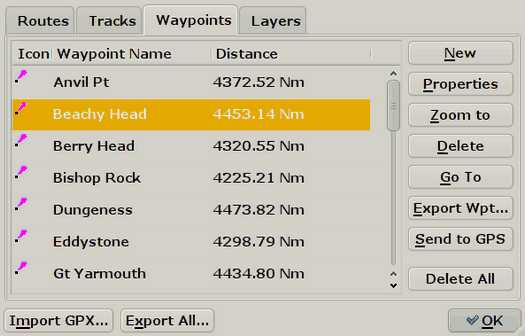 Routes Tracks Waypoints Layers
Icon Waypoint Name Distance
Anvil Pt 4372.52 Nm
Beachy Head 4453.14 Nm
Berry Head 4320.55 Nm
Bishop Rock 4225.21 Nm
Dungeness 4473.82 Nm
Eddystone 4298.79 Nm
Gt Yarmouth 4434.80 Nm
New
Properties
Zoom to
Delete
Go To
Export Wpt...
Send to GPS
Delete All
Import GPX... Export All... OK